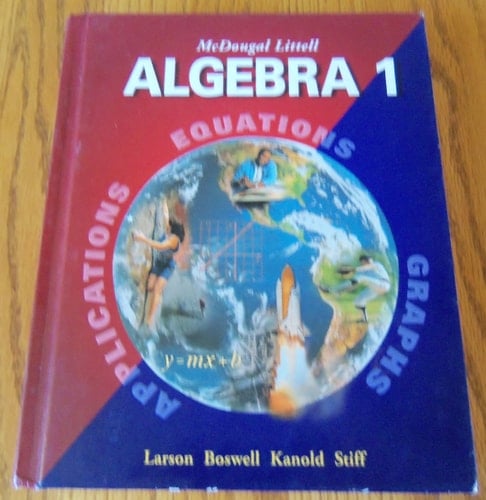 McDougal Littell
ALGEBRA 1
EQUATIONS
APPLICATIONS
GRAPHS
y=mx+b
Larson Boswell Kanold Stiff